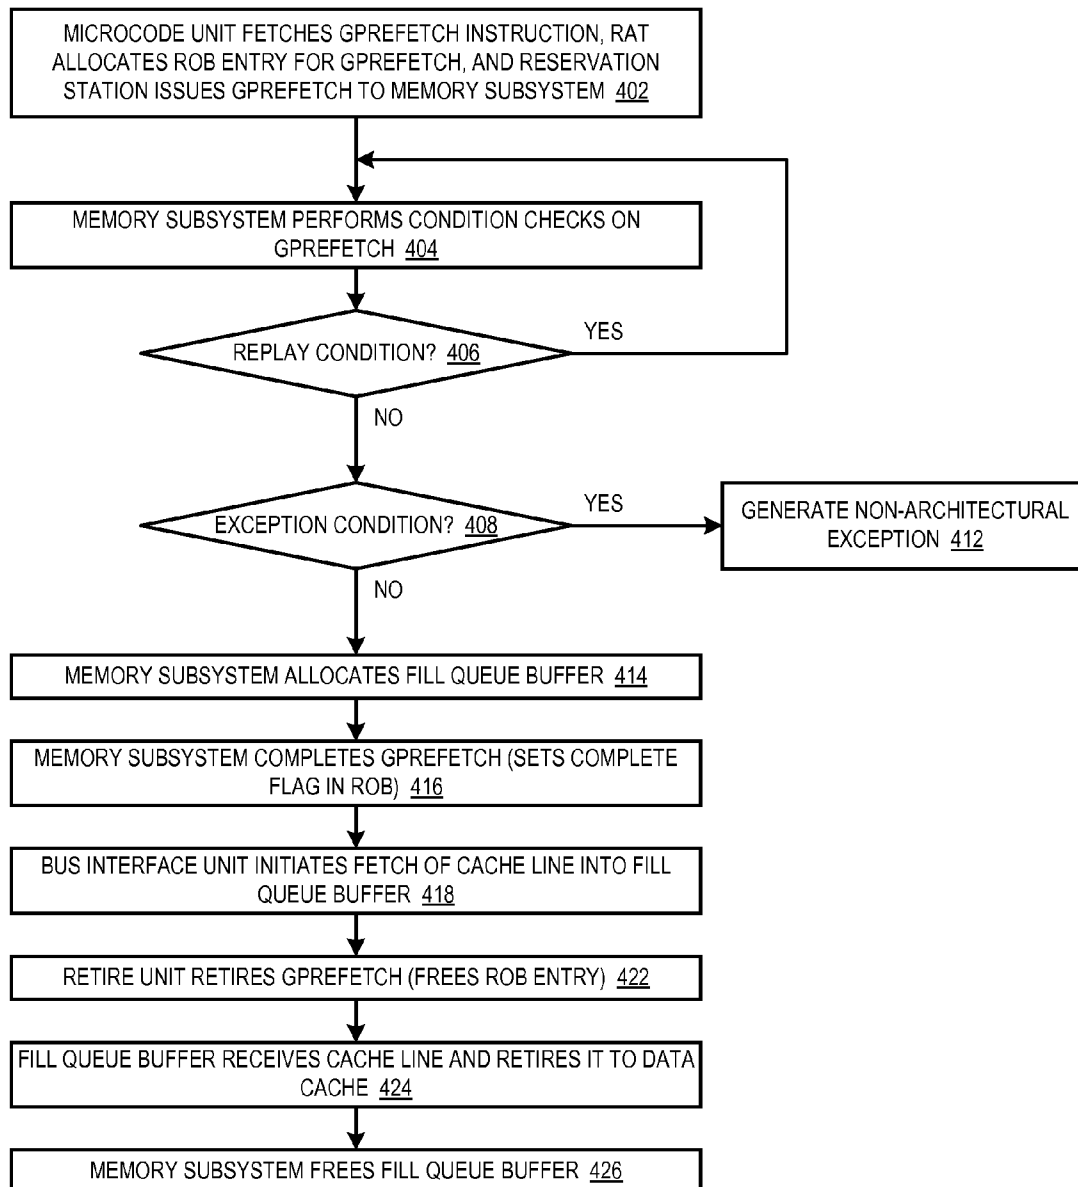 MICROCODE UNIT FETCHES GPREFETCH INSTRUCTION, RAT
ALLOCATES ROB ENTRY FOR GPREFETCH, AND RESERVATION
STATION ISSUES GPREFETCH TO MEMORY SUBSYSTEM 402
MEMORY SUBSYSTEM PERFORMS CONDITION CHECKS ON
GPREFETCH 404
REPLAY CONDITION? 406
YES
NO
EXCEPTION CONDITION? 408
YES
GENERATE NON-ARCHITECTURAL
EXCEPTION 412
NO
MEMORY SUBSYSTEM ALLOCATES FILL QUEUE BUFFER 414
MEMORY SUBSYSTEM COMPLETES GPREFETCH (SETS COMPLETE
FLAG IN ROB) 416
BUS INTERFACE UNIT INITIATES FETCH OF CACHE LINE INTO FILL
QUEUE BUFFER 418
RETIRE UNIT RETIRES GPREFETCH (FREES ROB ENTRY) 422
FILL QUEUE BUFFER RECEIVES CACHE LINE AND RETIRES IT TO DATA
CACHE 424
MEMORY SUBSYSTEM FREES FILL QUEUE BUFFER 426